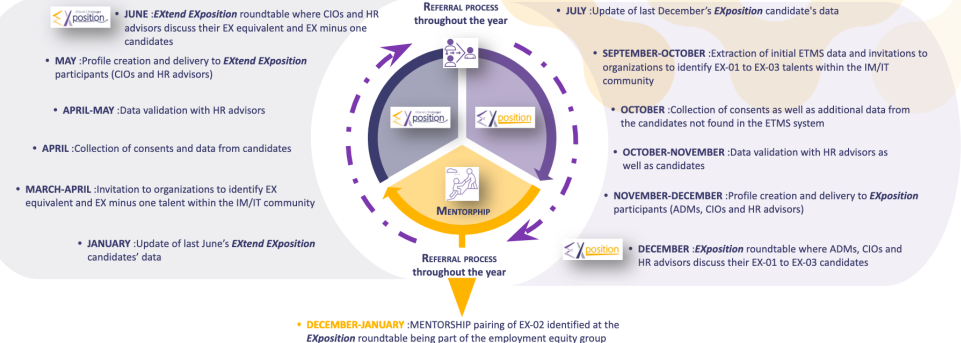 • JUNE :EXtend EXposition roundtable where CIOs and HR
advisors discuss their EX equivalent and EX minus one
candidates
• MAY :Profile creation and delivery to EXtend EXposition
participants (CIOs and HR advisors)
• APRIL-MAY :Data validation with HR advisors
• APRIL :Collection of consents and data from candidates
• MARCH-APRIL :Invitation to organizations to identify EX
equivalent and EX minus one talent within the IM/IT community
• JANUARY :Update of last June's EXtend EXposition
candidates' data
EXposition
REFERRAL PROCESS
throughout the year
EXposition
EXposition
MENTORPHIP
REFERRAL PROCESS
throughout the year
• JULY :Update of last December's EXposition candidate's data
• SEPTEMBER-OCTOBER :Extraction of initial ETMS data and invitations to
organizations to identify EX-01 to EX-03 talents within the IM/IT
community
• OCTOBER :Collection of consents as well as additional data from
the candidates not found in the ETMS system
• OCTOBER-NOVEMBER :Data validation with HR advisors as
well as candidates
• NOVEMBER-DECEMBER :Profile creation and delivery to EXposition
participants (ADMs, CIOs and HR advisors)
EXposition
• DECEMBER :EXposition roundtable where ADMs, CIOs and
HR advisors discuss their EX-01 to EX-03 candidates
• DECEMBER-JANUARY :MENTORSHIP pairing of EX-02 identified at the
EXposition roundtable being part of the employment equity group